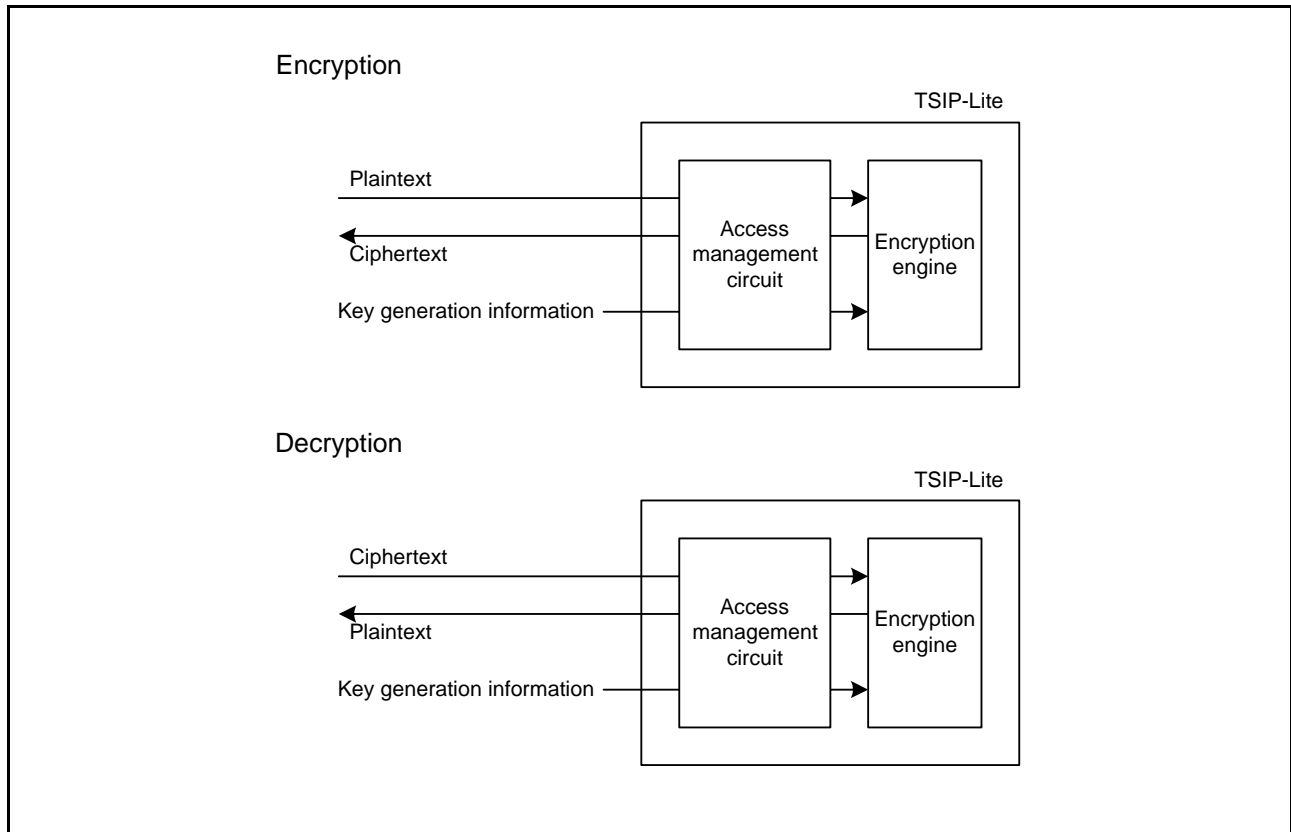 Encryption
TSIP-Lite
Plaintext
Ciphertext
Key generation information
Access
management
circuit
Encryption
engine
Decryption
TSIP-Lite
Ciphertext
Plaintext
Key generation information
Access
management
circuit
Encryption
engine